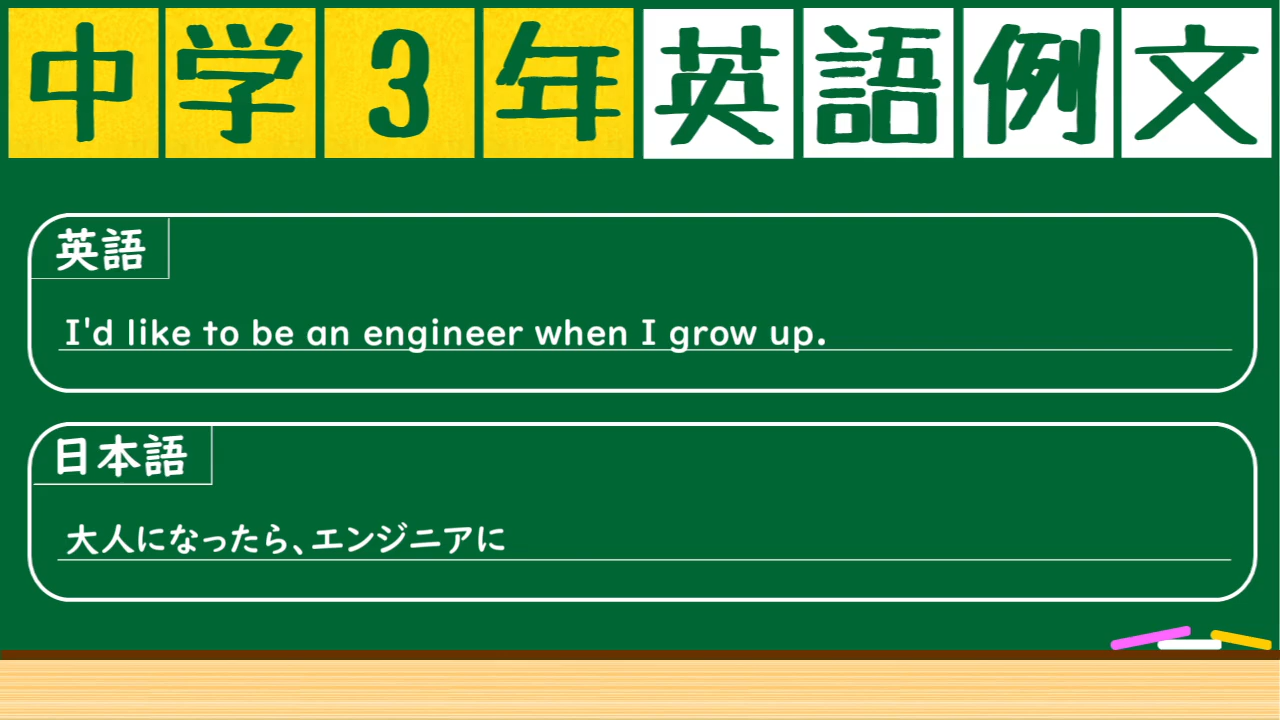 中学3年英語例文
英語
I'd like to be an engineer when I grow up.
日本語
大人になったら、エンジニアに